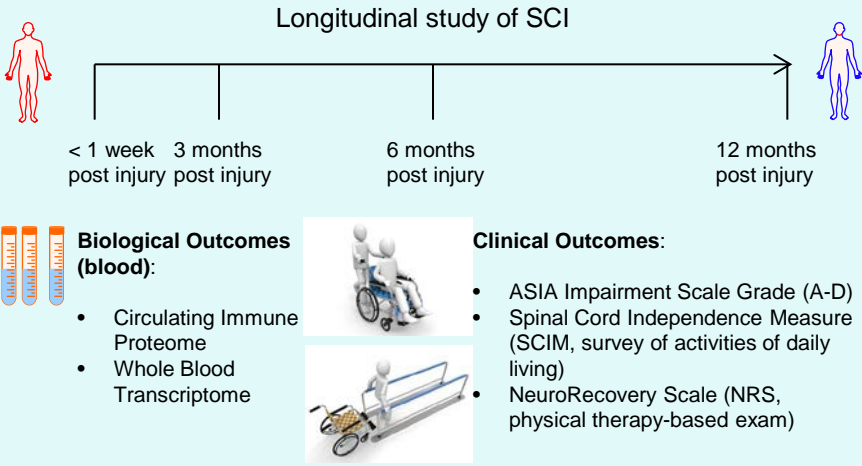 Longitudinal study of SCI
< 1 week
post injury
3 months
post injury
6 months
post injury
12 months
post injury
Biological Outcomes
(blood):
• Circulating Immune
Proteome
• Whole Blood
Transcriptome
Clinical Outcomes:
• ASIA Impairment Scale Grade (A-D)
• Spinal Cord Independence Measure
(SCIM, survey of activities of daily
living)
• NeuroRecovery Scale (NRS,
physical therapy-based exam)